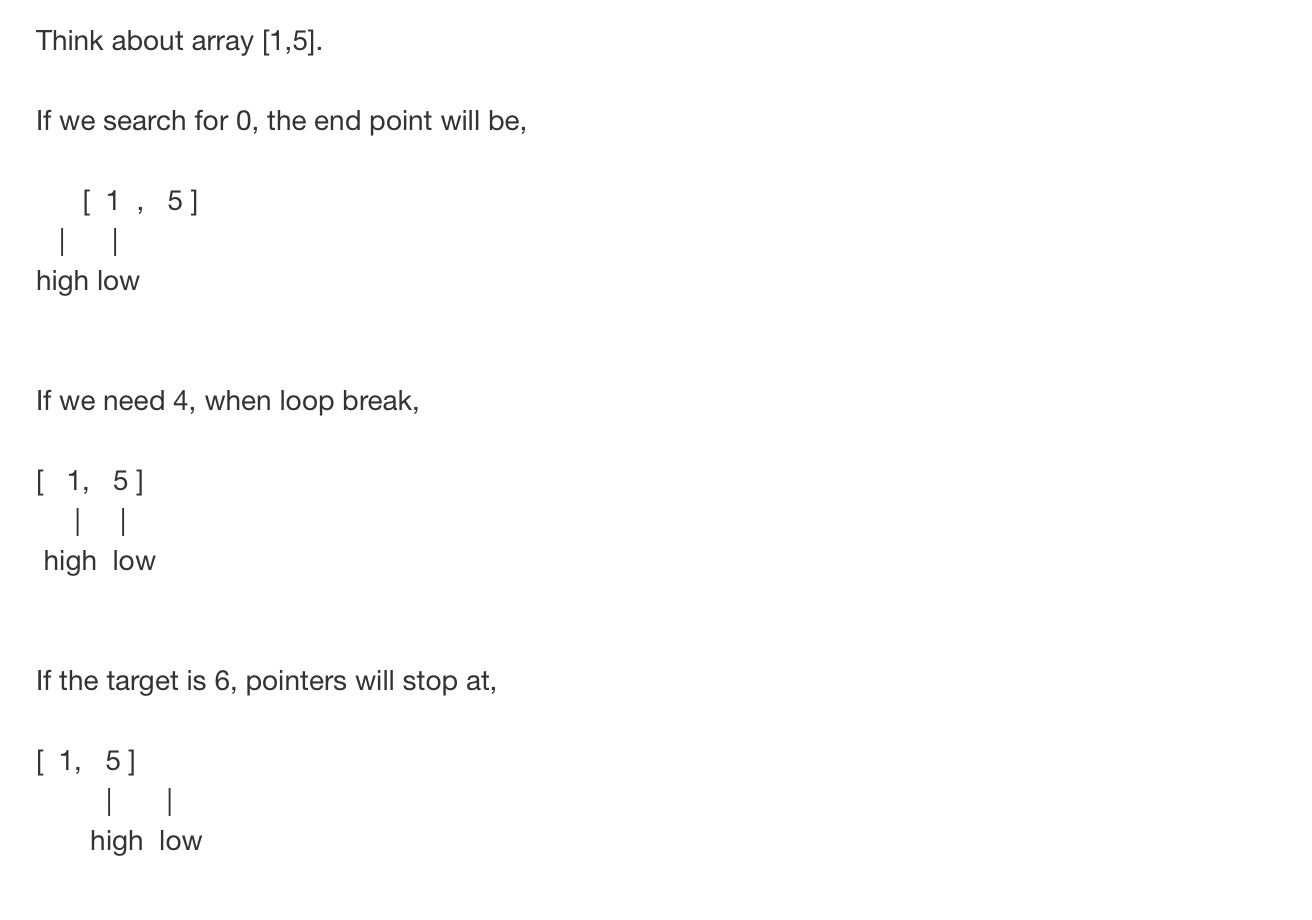 Think about array [1,5].
If we search for 0, the end point will be,
[ 1 , 5 ]
| |
high low
If we need 4, when loop break,
[ 1, 5 ]
| |
high low
If the target is 6, pointers will stop at,
[ 1, 5 ]
| |
high low